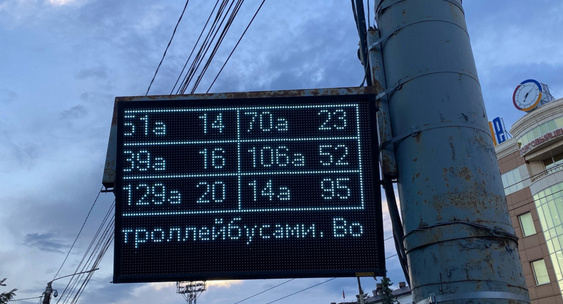 51а 14 70а 23
39а 16 106а 52
129а 20 14а 95
троллейбусами. Во